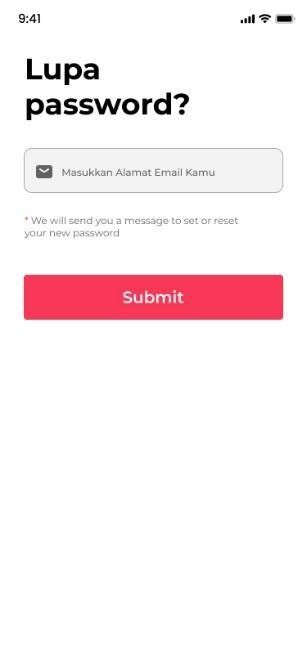 9:41
Lupa
password?
Masukkan Alamat Email Kamu
* We will send you a message to set or reset
your new password
Submit